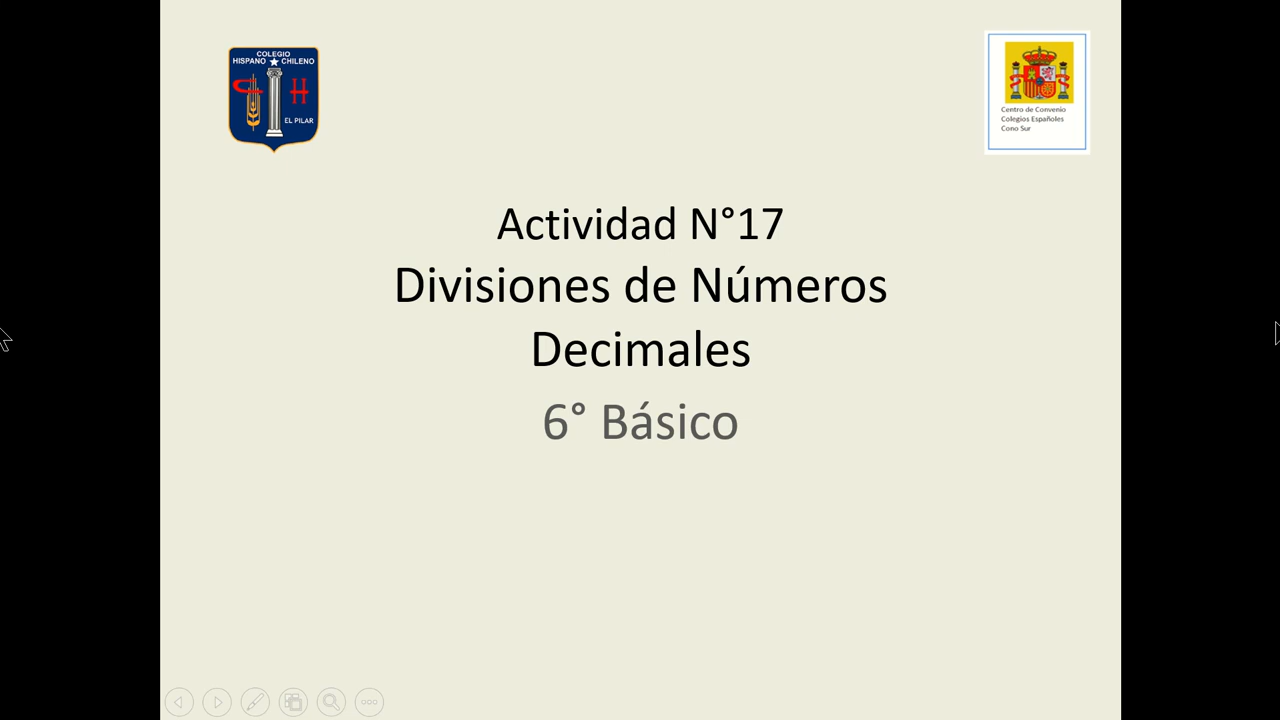 COLEGIO
HISPANO CHILENO
EL PILAR
Centro de Convenio
Colegios Españoles
Cono Sur
Actividad N°17
Divisiones de Números
Decimales
6° Básico